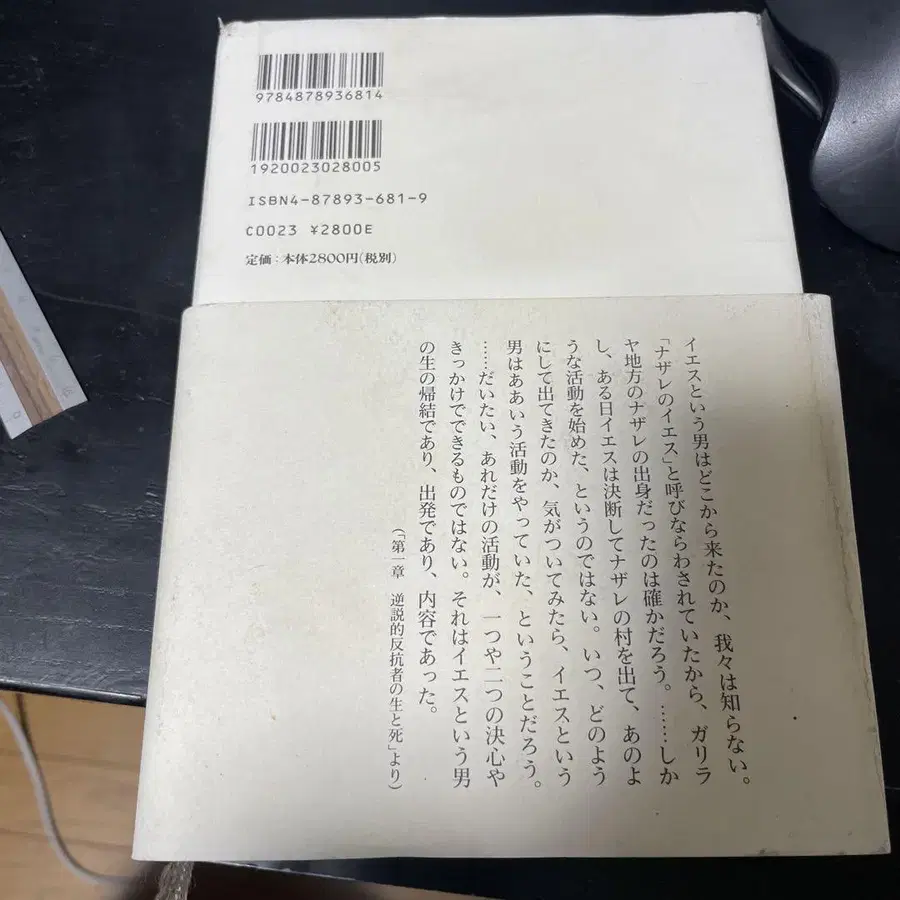 9784878936814
1920023028005
ISBN4-87893-681-9
C0023 ¥2800E
定価:本体2800円(税別)
イエスという男はどこから来たのか、我々は知らない。
「ナザレのイエス」と呼びならわされていたから、ガリラ
ヤ地方のナザレの出身だったのは確かだろう。……しか
し、ある日イエスは決断してナザレの村を出て、あのよ
うな活動を始めた、というのではない。いつ、どのよう
にして出てきたのか、気がついてみたら、イエスという
男はああいう活動をやっていた、ということだろう。
……だいたい、あれだけの活動が、一つや二つの決心や
きっかけでできるものではない。それはイエスという男
の生の帰結であり、出発であり、内容であった。
(「第一章 逆説的反抗者の生と死」より)